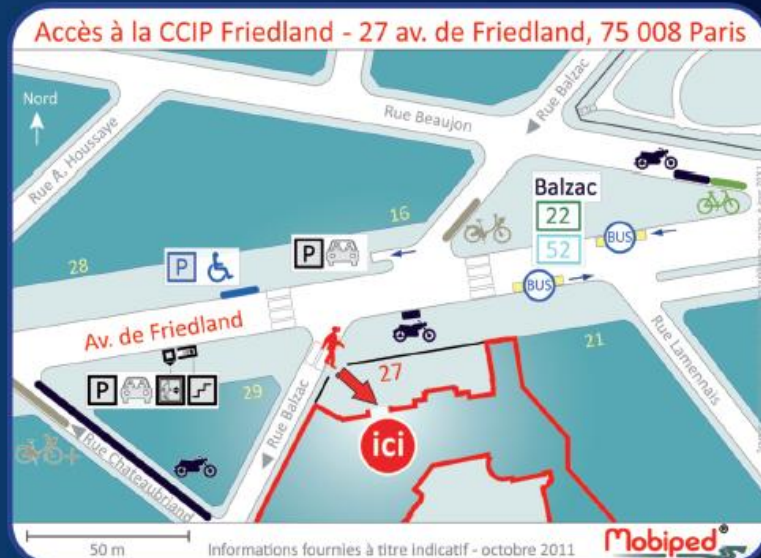 Accès à la CCIP Friedland - 27 av. de Friedland, 75 008 Paris
Nord
Rue A. Houssaye
Rue Beaujon
Rue Balzac
Balzac
22
52
BUS
BUS
16
28
P
P
Av. de Friedland
27
21
29
P
Rue Balzac
Rue Lamennais
Rue Chateaubriand
ici
50 m
Informations fournies à titre indicatif - octobre 2011
Mobiped®